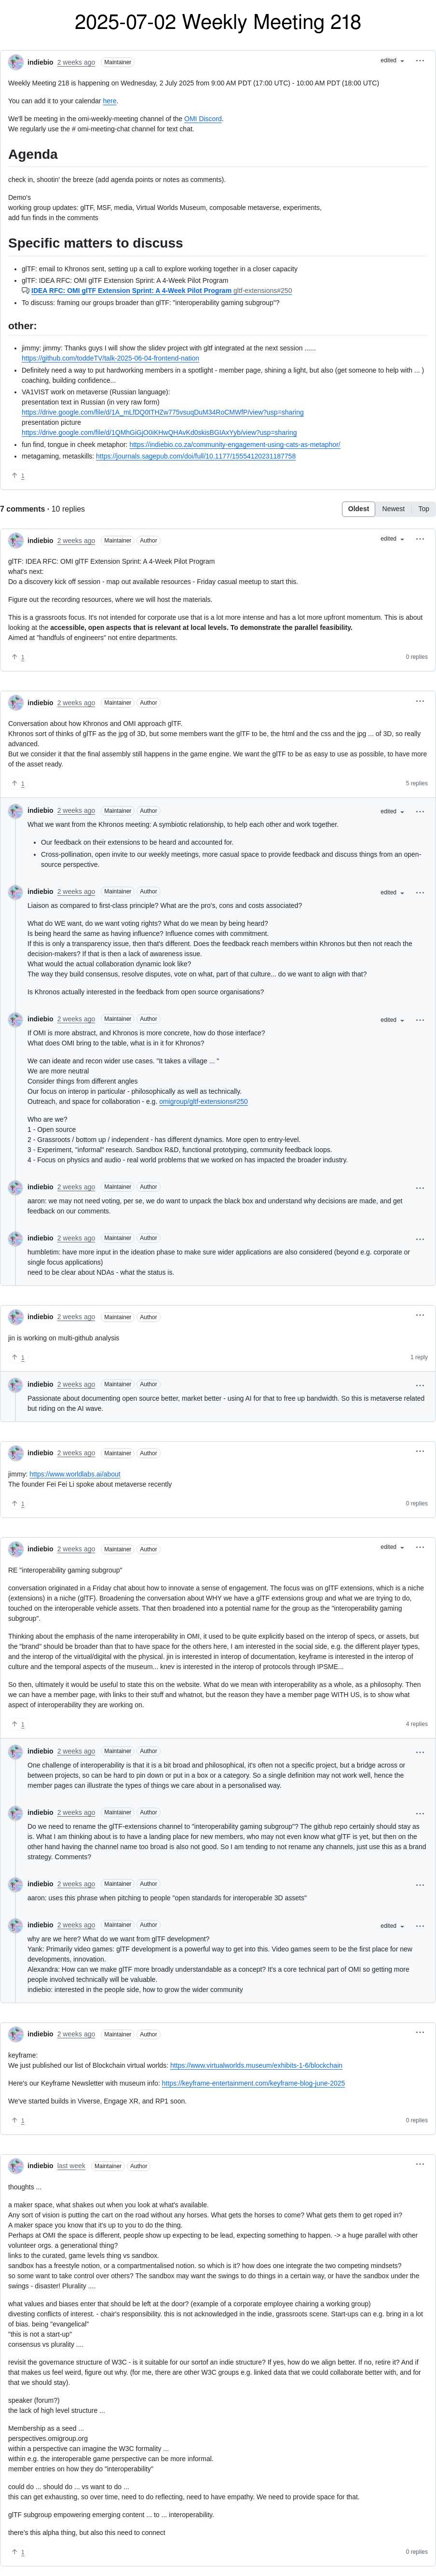 2025-07-02 Weekly Meeting 218
indiebio 2 weeks ago Maintainer edited
Weekly Meeting 218 is happening on Wednesday, 2 July 2025 from 9:00 AM PDT (17:00 UTC) - 10:00 AM PDT (18:00 UTC)
You can add it to your calendar here.
We'll be meeting in the omi-weekly-meeting channel of the OMI Discord.
We regularly use the # omi-meeting-chat channel for text chat.
Agenda
check in, shootin' the breeze (add agenda points or notes as comments).
Demo's
working group updates: glTF, MSF, media, Virtual Worlds Museum, composable metaverse, experiments,
add fun finds in the comments
Specific matters to discuss
glTF: email to Khronos sent, setting up a call to explore working together in a closer capacity
glTF: IDEA RFC: OMI glTF Extension Sprint: A 4-Week Pilot Program
IDEA RFC: OMI glTF Extension Sprint: A 4-Week Pilot Program gltf-extensions#250
To discuss: framing our groups broader than glTF: "interoperability gaming subgroup"?
other:
jimmy: jimmy: Thanks guys I will show the slidev project with gltf integrated at the next session ......
https://github.com/toddeTV/talk-2025-06-04-frontend-nation
Definitely need a way to put hardworking members in a spotlight - member page, shining a light, but also (get someone to help with ... )
coaching, building confidence...
VA1VIST work on metaverse (Russian language):
presentation text in Russian (in very raw form)
https://drive.google.com/file/d/1A_mLfDQ0tTHZw775vsuqDuM34RoCMWfP/view?usp=sharing
presentation picture
https://drive.google.com/file/d/1QMhGiGjO0iKHwQHAvKd0skisBGIAxYyb/view?usp=sharing
fun find, tongue in cheek metaphor: https://indiebio.co.za/community-engagement-using-cats-as-metaphor/
metagaming, metaskills: https://journals.sagepub.com/doi/full/10.1177/15554120231187758
1
7 comments · 10 replies Oldest Newest Top
indiebio 2 weeks ago Maintainer Author edited
glTF: IDEA RFC: OMI glTF Extension Sprint: A 4-Week Pilot Program
what's next:
Do a discovery kick off session - map out available resources - Friday casual meetup to start this.
Figure out the recording resources, where we will host the materials.
This is a grassroots focus. It's not intended for corporate use that is a lot more intense and has a lot more upfront momentum. This is about
looking at the accessible, open aspects that is relevant at local levels. To demonstrate the parallel feasibility.
Aimed at "handfuls of engineers" not entire departments.
1 0 replies
indiebio 2 weeks ago Maintainer Author
Conversation about how Khronos and OMI approach glTF.
Khronos sort of thinks of glTF as the jpg of 3D, but some members want the glTF to be, the html and the css and the jpg ... of 3D, so really
advanced.
But we we consider it that the final assembly still happens in the game engine. We want the glTF to be as easy to use as possible, to have more
of the asset ready.
1 5 replies
indiebio 2 weeks ago Maintainer Author edited
What we want from the Khronos meeting: A symbiotic relationship, to help each other and work together.
Our feedback on their extensions to be heard and accounted for.
Cross-pollination, open invite to our weekly meetings, more casual space to provide feedback and discuss things from an open-
source perspective.
indiebio 2 weeks ago Maintainer Author edited
Liaison as compared to first-principle? What are the pro's, cons and costs associated?
What do WE want, do we want voting rights? What do we mean by being heard?
Is being heard the same as having influence? Influence comes with commitment.
If this is only a transparency issue, then that's different. Does the feedback reach members within Khronos but then not reach the
decision-makers? If that is then a lack of awareness issue.
What would the actual collaboration dynamic look like?
The way they build consensus, resolve disputes, vote on what, part of that culture... do we want to align with that?
Is Khronos actually interested in the feedback from open source organisations?
indiebio 2 weeks ago Maintainer Author edited
If OMI is more abstract, and Khronos is more concrete, how do those interface?
What does OMI bring to the table, what is in it for Khronos?
We can ideate and recon wider use cases. "It takes a village ... "
We are more neutral
Consider things from different angles
Our focus on interop in particular - philosophically as well as technically.
Outreach, and space for collaboration - e.g. omigroup/gltf-extensions#250
Who are we?
1 - Open source
2 - Grassroots / bottom up / independent - has different dynamics. More open to entry-level.
3 - Experiment, "informal" research. Sandbox R&D, functional prototyping, community feedback loops.
4 - Focus on physics and audio - real world problems that we worked on has impacted the broader industry.
indiebio 2 weeks ago Maintainer Author
aaron: we may not need voting, per se, we do want to unpack the black box and understand why decisions are made, and get
feedback on our comments.
indiebio 2 weeks ago Maintainer Author
humbletim: have more input in the ideation phase to make sure wider applications are also considered (beyond e.g. corporate or
single focus applications)
need to be clear about NDAs - what the status is.
indiebio 2 weeks ago Maintainer Author
jin is working on multi-github analysis
1 1 reply
indiebio 2 weeks ago Maintainer Author
Passionate about documenting open source better, market better - using AI for that to free up bandwidth. So this is metaverse related
but riding on the AI wave.
indiebio 2 weeks ago Maintainer Author
jimmy: https://www.worldlabs.ai/about
The founder Fei Fei Li spoke about metaverse recently
1 0 replies
indiebio 2 weeks ago Maintainer Author edited
RE "interoperability gaming subgroup"
conversation originated in a Friday chat about how to innovate a sense of engagement. The focus was on glTF extensions, which is a niche
(extensions) in a niche (glTF). Broadening the conversation about WHY we have a glTF extensions group and what we are trying to do,
touched on the interoperable vehicle assets. That then broadened into a potential name for the group as the "interoperability gaming
subgroup".
Thinking about the emphasis of the name interoperability in OMI, it used to be quite explicitly based on the interop of specs, or assets, but
the "brand" should be broader than that to have space for the others here, I am interested in the social side, e.g. the different player types,
and the interop of the virtual/digital with the physical. jin is interested in interop of documentation, keyframe is interested in the interop of
culture and the temporal aspects of the museum... knev is interested in the interop of protocols through IPSME...
So then, ultimately it would be useful to state this on the website. What do we mean with interoperability as a whole, as a philosophy. Then
we can have a member page, with links to their stuff and whatnot, but the reason they have a member page WITH US, is to show what
aspect of interoperability they are working on.
1 4 replies
indiebio 2 weeks ago Maintainer Author
One challenge of interoperability is that it is a bit broad and philosophical, it's often not a specific project, but a bridge across or
between projects, so can be hard to pin down or put in a box or a category. So a single definition may not work well, hence the
member pages can illustrate the types of things we care about in a personalised way.
indiebio 2 weeks ago Maintainer Author
Do we need to rename the glTF-extensions channel to "interoperability gaming subgroup"? The github repo certainly should stay as
is. What I am thinking about is to have a landing place for new members, who may not even know what glTF is yet, but then on the
other hand having the channel name too broad is also not good. So I am tending to not rename any channels, just use this as a brand
strategy. Comments?
indiebio 2 weeks ago Maintainer Author
aaron: uses this phrase when pitching to people "open standards for interoperable 3D assets"
indiebio 2 weeks ago Maintainer Author edited
why are we here? What do we want from glTF development?
Yank: Primarily video games: glTF development is a powerful way to get into this. Video games seem to be the first place for new
developments, innovation.
Alexandra: How can we make glTF more broadly understandable as a concept? It's a core technical part of OMI so getting more
people involved technically will be valuable.
indiebio: interested in the people side, how to grow the wider community
indiebio 2 weeks ago Maintainer Author
keyframe:
We just published our list of Blockchain virtual worlds: https://www.virtualworlds.museum/exhibits-1-6/blockchain
Here's our Keyframe Newsletter with museum info: https://keyframe-entertainment.com/keyframe-blog-june-2025
We've started builds in Viverse, Engage XR, and RP1 soon.
1 0 replies
indiebio last week Maintainer Author
thoughts ...
a maker space, what shakes out when you look at what's available.
Any sort of vision is putting the cart on the road without any horses. What gets the horses to come? What gets them to get roped in?
A maker space you know that it's up to you to do the thing.
Perhaps at OMI the space is different, people show up expecting to be lead, expecting something to happen. -> a huge parallel with other
volunteer orgs. a generational thing?
links to the curated, game levels thing vs sandbox.
sandbox has a freestyle notion, or a compartmentalised notion. so which is it? how does one integrate the two competing mindsets?
so some want to take control over others? The sandbox may want the swings to do things in a certain way, or have the sandbox under the
swings - disaster! Plurality ....
what values and biases enter that should be left at the door? (example of a corporate employee chairing a working group)
divesting conflicts of interest. - chair's responsibility. this is not acknowledged in the indie, grassroots scene. Start-ups can e.g. bring in a lot
of bias. being "evangelical"
"this is not a start-up"
consensus vs plurality ....
revisit the governance structure of W3C - is it suitable for our sortof an indie structure? If yes, how do we align better. If no, retire it? And if
that makes us feel weird, figure out why. (for me, there are other W3C groups e.g. linked data that we could collaborate better with, and for
that we should stay).
speaker (forum?)
the lack of high level structure ...
Membership as a seed ...
perspectives.omigroup.org
within a perspective can imagine the W3C formality ...
within e.g. the interoperable game perspective can be more informal.
member entries on how they do "interoperability"
could do ... should do ... vs want to do ...
this can get exhausting, so over time, need to do reflecting, need to have empathy. We need to provide space for that.
glTF subgroup empowering emerging content ... to ... interoperability.
there's this alpha thing, but also this need to connect
1 0 replies